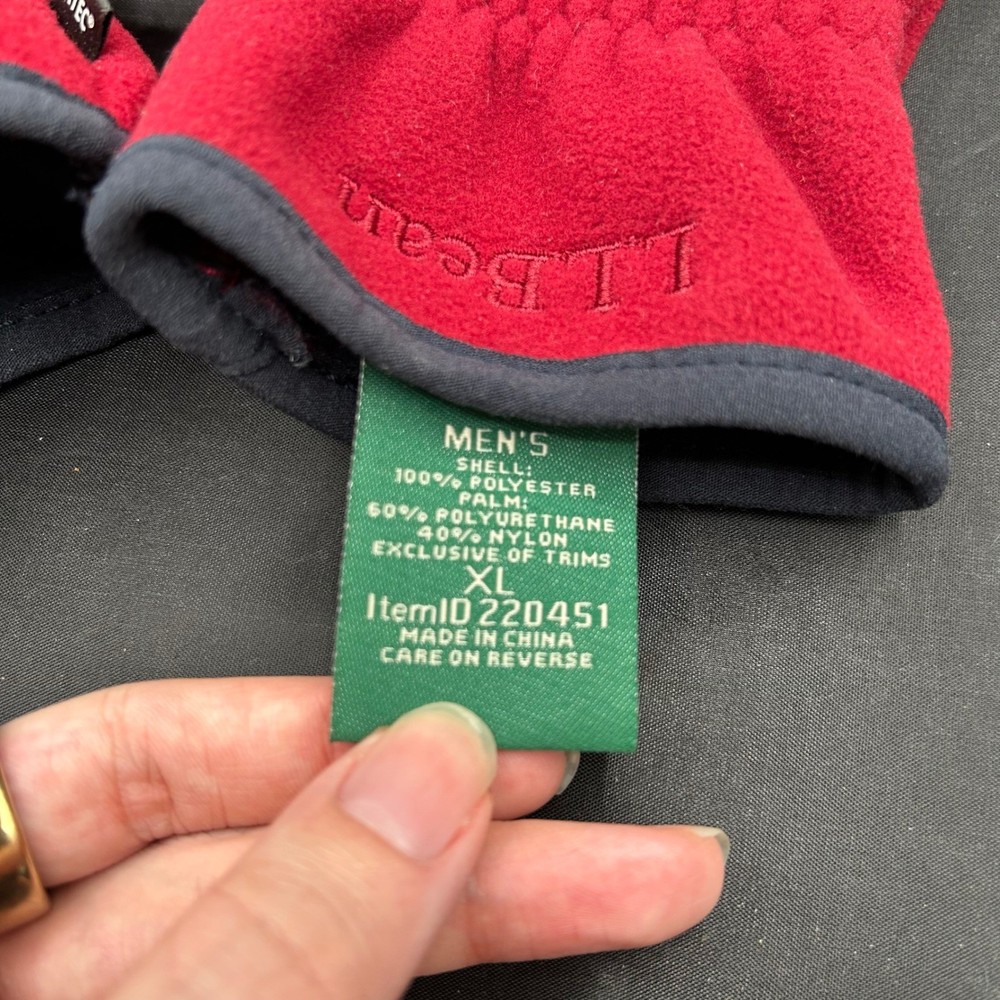 L.L.Bean
MEN'S
SHELL:
100% POLYESTER
PALM:
60% POLYURETHANE
40% NYLON
EXCLUSIVE OF TRIMS
XL
ItemID 220451
MADE IN CHINA
CARE ON REVERSE